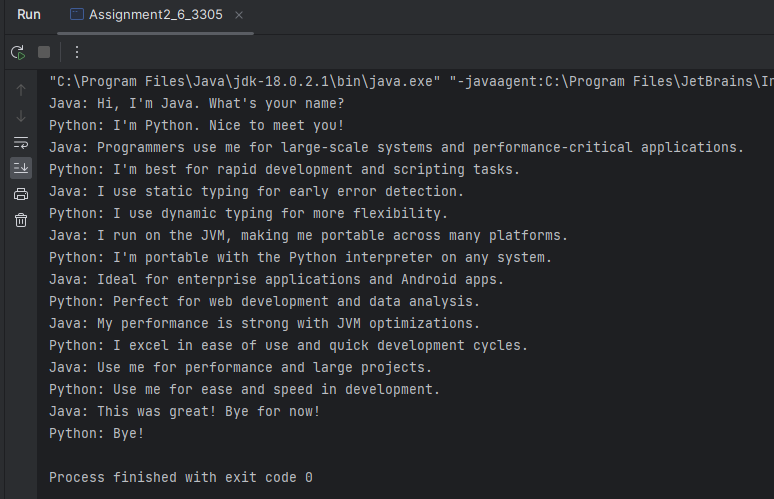 Run Assignment2_6_3305
"C:\Program Files\Java\jdk-18.0.2.1\bin\java.exe" "-javaagent:C:\Program Files\JetBrains\In
Java: Hi, I'm Java. What's your name?
Python: I'm Python. Nice to meet you!
Java: Programmers use me for large-scale systems and performance-critical applications.
Python: I'm best for rapid development and scripting tasks.
Java: I use static typing for early error detection.
Python: I use dynamic typing for more flexibility.
Java: I run on the JVM, making me portable across many platforms.
Python: I'm portable with the Python interpreter on any system.
Java: Ideal for enterprise applications and Android apps.
Python: Perfect for web development and data analysis.
Java: My performance is strong with JVM optimizations.
Python: I excel in ease of use and quick development cycles.
Java: Use me for performance and large projects.
Python: Use me for ease and speed in development.
Java: This was great! Bye for now!
Python: Bye!
Process finished with exit code 0